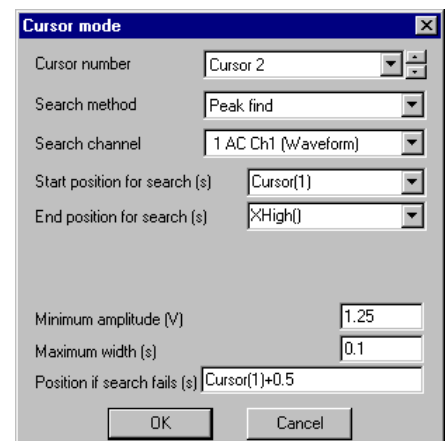 Cursor mode
Cursor number Cursor 2
Search method Peak find
Search channel 1 AC Ch1 (Waveform)
Start position for search (s) Cursor(1)
End position for search (s) XHigh()
Minimum amplitude (V) 1.25
Maximum width (s) 0.1
Position if search fails (s) Cursor(1)+0.5
OK Cancel